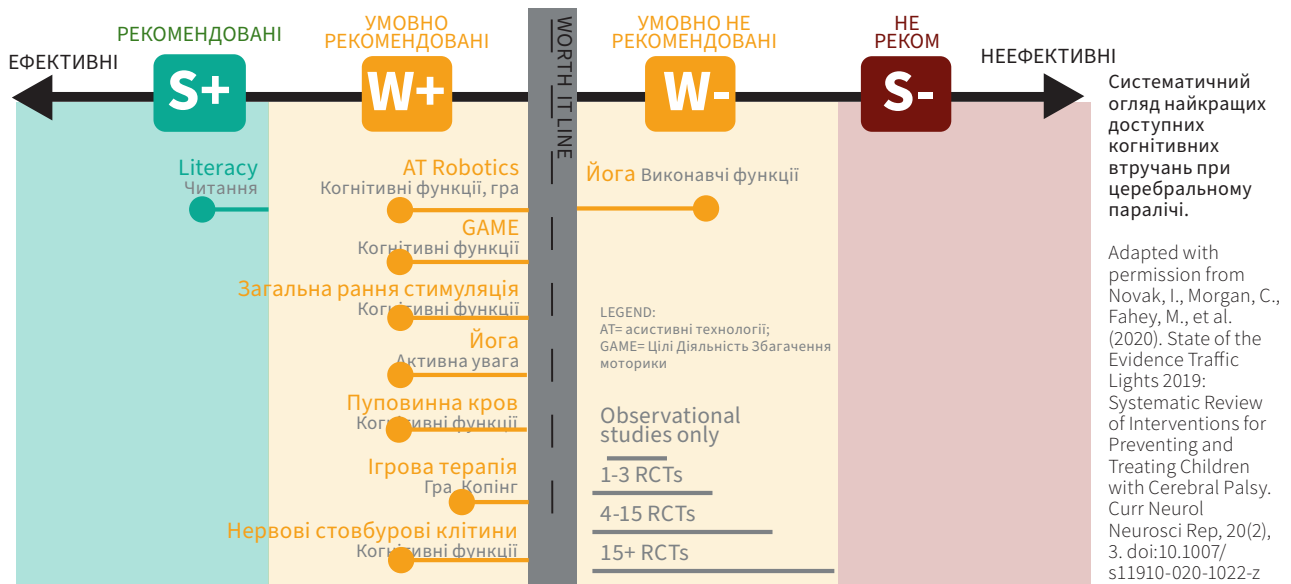 ЕФЕКТИВНІ
РЕКОМЕНДОВАНІ
S+
УМОВНО
РЕКОМЕНДОВАНІ
W+
WORTH IT LINE
УМОВНО НЕ
РЕКОМЕНДОВАНІ
W-
НЕ
РЕКОМ
S-
НЕЕФЕКТИВНІ
Literacy
Читання
AT Robotics
Когнітивні функції, гра
GAME
Когнітивні функції
Загальна рання стимуляція
Когнітивні функції
Йога
Активна увага
Пуповинна кров
Когнітивні функції
Ігрова терапія
Гра, Копінг
Нервові стовбурові клітини
Когнітивні функції
Йога Виконавчі функції
LEGEND:
AT= асистивні технології;
GAME= Цілі Діяльність Збагачення
моторики
Observational
studies only
1-3 RCTs
4-15 RCTs
15+ RCTs
Систематичний
огляд найкращих
доступних
когнітивних
втручань при
церебральному
паралічі.
Adapted with
permission from
Novak, I., Morgan, C.,
Fahey, M., et al.
(2020). State of the
Evidence Traffic
Lights 2019:
Systematic Review
of Interventions for
Preventing and
Treating Children
with Cerebral Palsy.
Curr Neurol
Neurosci Rep, 20(2),
3. doi:10.1007/
s11910-020-1022-z